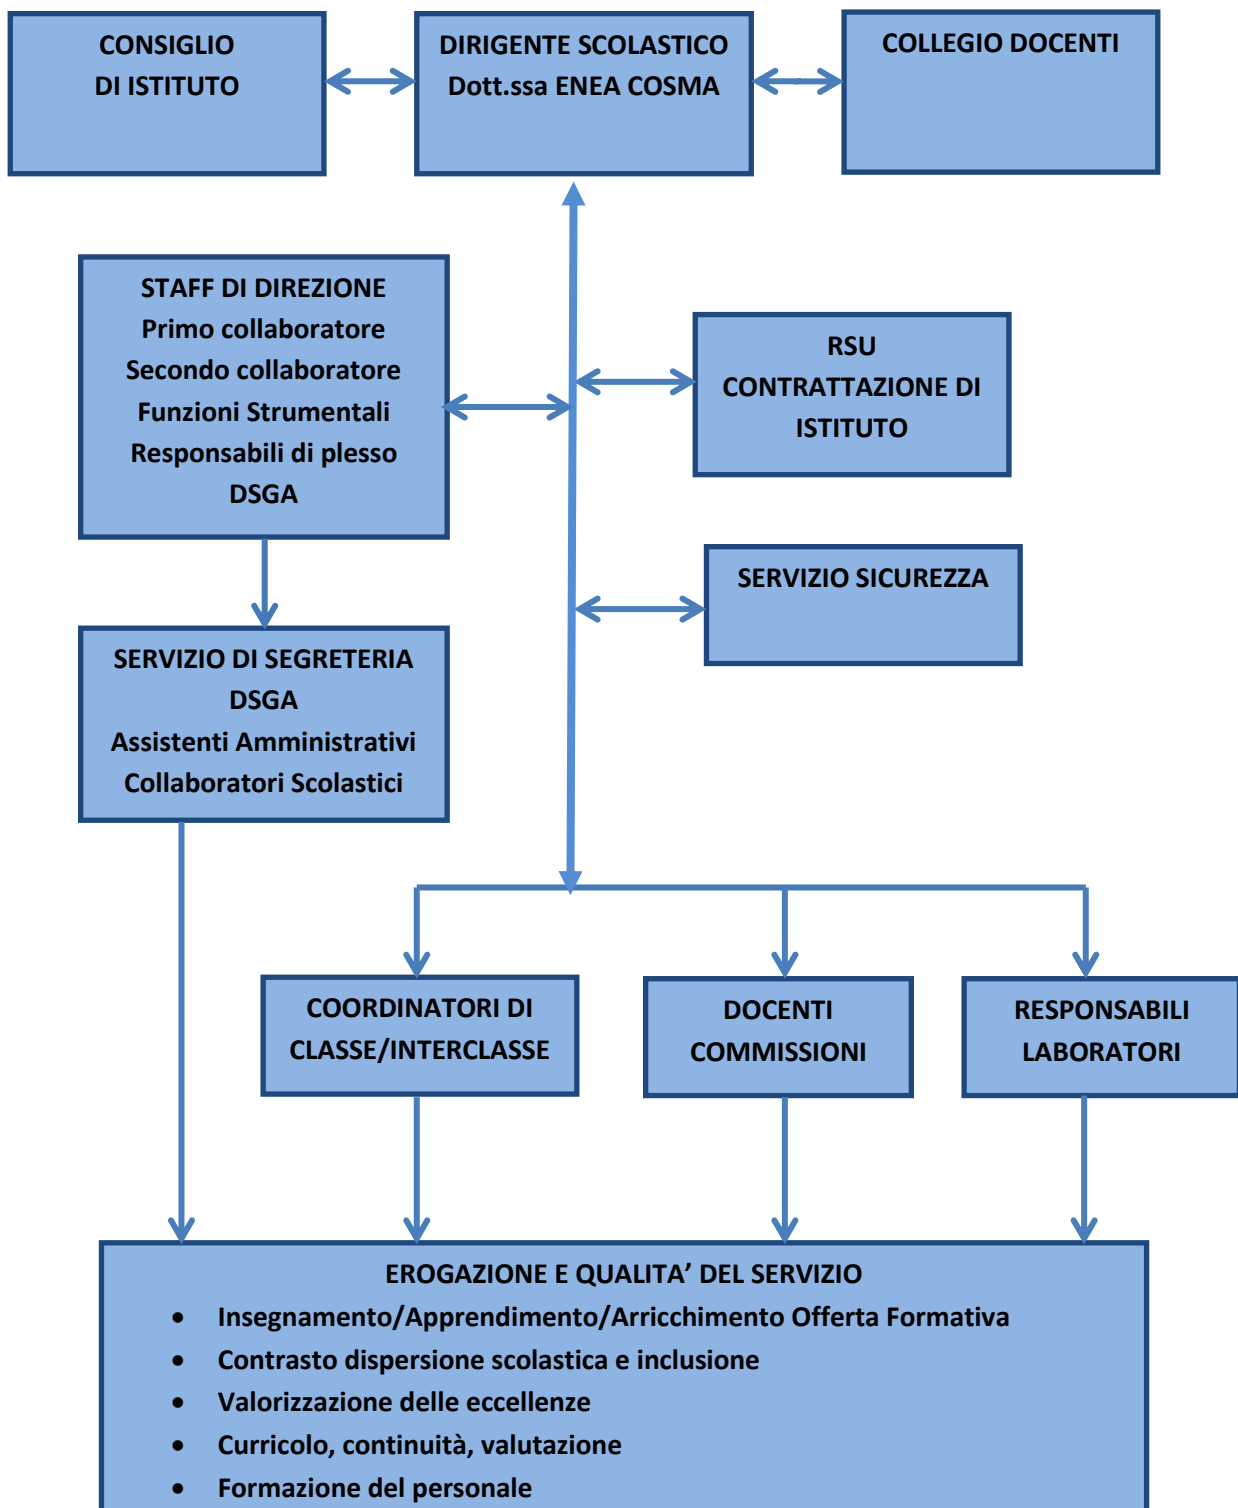 CONSIGLIO
DI ISTITUTO
DIRIGENTE SCOLASTICO
Dott.ssa ENEA COSMA
COLLEGIO DOCENTI
STAFF DI DIREZIONE
Primo collaboratore
Secondo collaboratore
Funzioni Strumentali
Responsabili di plesso
DSGA
RSU
CONTRATTAZIONE DI
ISTITUTO
SERVIZIO SICUREZZA
SERVIZIO DI SEGRETERIA
DSGA
Assistenti Amministrativi
Collaboratori Scolastici
COORDINATORI DI
CLASSE/INTERCLASSE
DOCENTI
COMMISSIONI
RESPONSABILI
LABORATORI
EROGAZIONE E QUALITA’ DEL SERVIZIO
• Insegnamento/Apprendimento/Arricchimento Offerta Formativa
• Contrasto dispersione scolastica e inclusione
• Valorizzazione delle eccellenze
• Curricolo, continuità, valutazione
• Formazione del personale